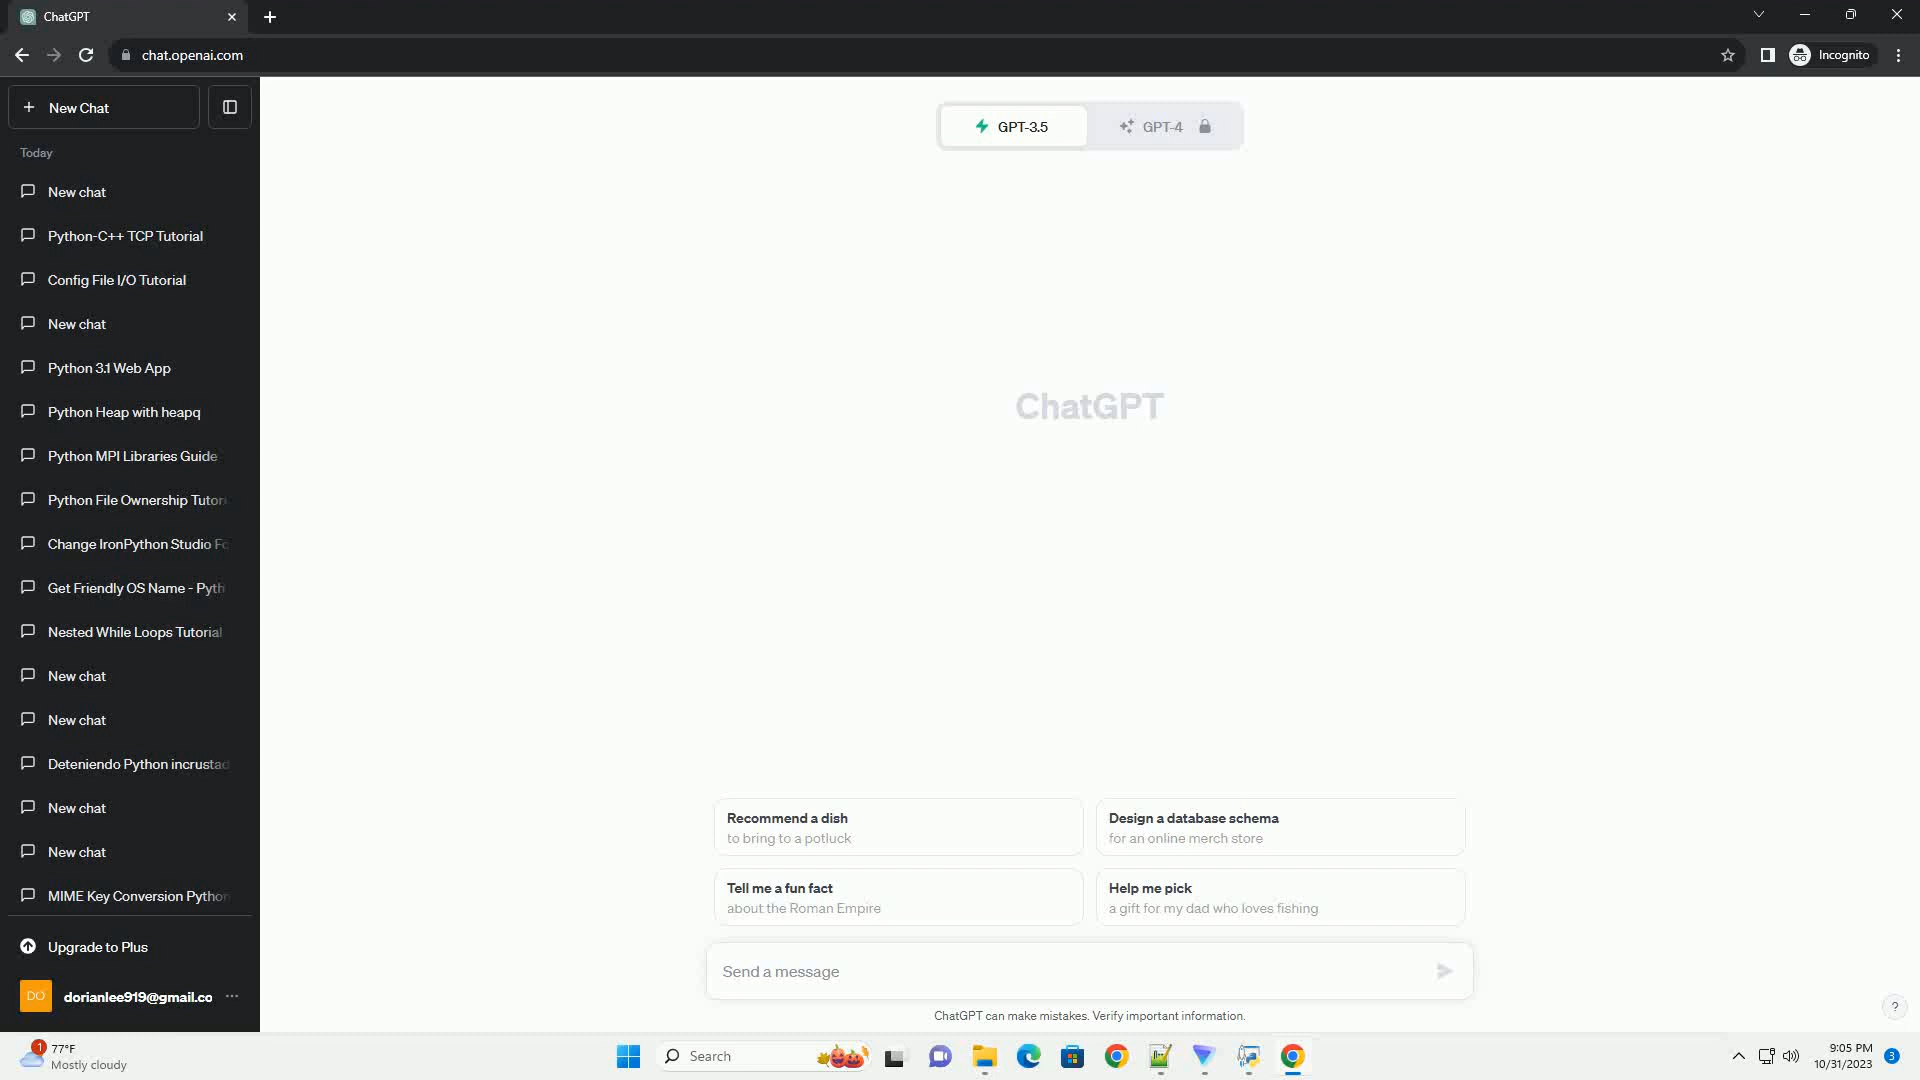 ChatGPT
chat.openai.com
Incognito
New Chat
Today
New chat
Python-C++ TCP Tutorial
Config File I/O Tutorial
New chat
Python 3.1 Web App
Python Heap with heapq
Python MPI Libraries Guide
Python File Ownership Tutori
Change IronPython Studio Fo
Get Friendly OS Name - Pyth
Nested While Loops Tutorial
New chat
New chat
Deteniendo Python incrustad
New chat
New chat
MIME Key Conversion Python
Upgrade to Plus
DO
dorianlee919@gmail.co
GPT-3.5
GPT-4
ChatGPT
Recommend a dish
to bring to a potluck
Design a database schema
for an online merch store
Tell me a fun fact
about the Roman Empire
Help me pick
a gift for my dad who loves fishing
Send a message
ChatGPT can make mistakes. Verify important information.
?
1
77°F
Mostly cloudy
Search
9:05 PM
10/31/2023
3